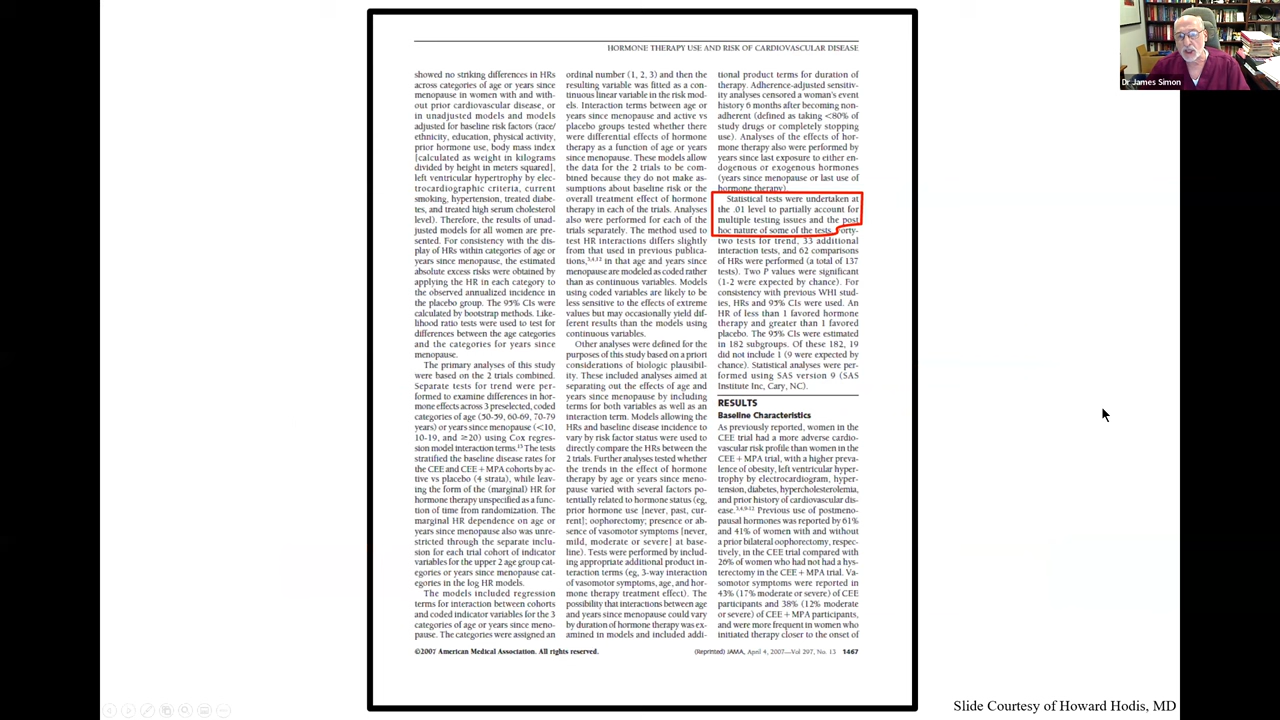 Dr James Simon
HORMONE THERAPY USE AND RISK OF CARDIOVASCULAR DISEASE
showed no striking differences in HRs
across categories of age or years since
menopause in women with and with-
out prior cardiovascular disease, or
in unadjusted models and models
adjusted for baseline risk factors (race/
ethnicity, education, physical activity,
prior hormone use, body mass index
[calculated as weight in kilograms
divided by height in meters squared],
left ventricular hypertrophy by elec-
trocardiographic criteria, current
smoking, hypertension, treated diabe-
tes, and treated high serum cholesterol
level). Therefore, the results of unad-
justed models for all women are pre-
sented. For consistency with the dis-
play of HRs within categories of age or
years since menopause, the estimated
absolute excess risks were obtained by
applying the HR in each category to
the observed annualized incidence in
the placebo group. The 95% CIs were
calculated by bootstrap methods. Like-
lihood ratio tests were used to test for
differences between the age categories
and the categories for years since
menopause.
The primary analyses of this study
were based on the 2 trials combined.
Separate tests for trend were per-
formed to examine differences in hor-
mone effects across 3 preselected, coded
categories of age (50-59, 60-69, 70-79
years) or years since menopause (<10,
10-19, and ≥20) using Cox regres-
sion model interaction terms.¹³ The tests
stratified the baseline disease rates for
the CEE and CEE + MPA cohorts by ac-
tive vs placebo (4 strata), while leav-
ing the form of the (marginal) HR for
hormone therapy unspecified as a func-
tion of time from randomization. The
marginal HR dependence on age or
years since menopause also was unre-
stricted through the separate inclu-
sion for each trial cohort of indicator
variables for the upper 2 age group cat-
egories or years since menopause cat-
egories in the log HR models.
The models included regression
terms for interaction between cohorts
and coded indicator variables for the 3
categories of age or years since meno-
pause. The categories were assigned an
ordinal number (1, 2, 3) and then the
resulting variable was fitted as a con-
tinuous linear variable in the risk mod-
els. Interaction terms between age or
years since menopause and active vs
placebo groups tested whether there
were differential effects of hormone
therapy as a function of age or years
since menopause. These models allow
the data for the 2 trials to be com-
bined because they do not make as-
sumptions about baseline risk or the
overall treatment effect of hormone
therapy in each of the trials. Analyses
also were performed for each of the
trials separately. The method used to
test HR interactions differs slightly
from that used in previous publica-
tions,³,⁴,¹² in that age and years since
menopause are modeled as coded rather
than as continuous variables. Models
using coded variables are likely to be
less sensitive to the effects of extreme
values but may occasionally yield dif-
ferent results than the models using
continuous variables.
Other analyses were defined for the
purposes of this study based on a priori
considerations of biologic plausibil-
ity. These included analyses aimed at
separating out the effects of age and
years since menopause by including
terms for both variables as well as an
interaction term. Models allowing the
HRs and baseline disease incidence to
vary by risk factor status were used to
directly compare the HRs between the
2 trials. Further analyses tested whether
the trends in the effect of hormone
therapy by age or years since meno-
pause varied with several factors po-
tentially related to hormone status (eg,
prior hormone use [never, past, cur-
rent]; oophorectomy; presence or ab-
sence of vasomotor symptoms [never,
mild, moderate or severe] at base-
line). Tests were performed by includ-
ing appropriate additional product in-
teraction terms (eg, 3-way interaction
of vasomotor symptoms, age, and hor-
mone therapy treatment effect). The
possibility that interactions between age
and years since menopause could vary
by duration of hormone therapy was ex-
amined in models and included addi-
tional product terms for duration of
therapy. Adherence-adjusted sensitiv-
ity analyses censored a woman's event
history 6 months after becoming non-
adherent (defined as taking <80% of
study drugs or completely stopping
use). Analyses of the effects of hor-
mone therapy also were performed by
years since last exposure to either en-
dogenous or exogenous hormones
(years since menopause or last use of
hormone therapy).
Statistical tests were undertaken at
the .01 level to partially account for
multiple testing issues and the post
hoc nature of some of the tests. Forty-
two tests for trend, 33 additional
interaction tests, and 62 comparisons
of HRs were performed (a total of 137
tests). Two P values were significant
(1-2 were expected by chance). For
consistency with previous WHI stud-
ies, HRs and 95% CIs were used. An
HR of less than 1 favored hormone
therapy and greater than 1 favored
placebo. The 95% CIs were estimated
in 182 subgroups. Of these 182, 19
did not include 1 (9 were expected by
chance). Statistical analyses were per-
formed using SAS version 9 (SAS
Institute Inc, Cary, NC).
RESULTS
Baseline Characteristics
As previously reported, women in the
CEE trial had a more adverse cardio-
vascular risk profile than women in the
CEE + MPA trial, with a higher preva-
lence of obesity, left ventricular hyper-
trophy by electrocardiogram, hyper-
tension, diabetes, hypercholesterolemia,
and prior history of cardiovascular dis-
ease.³,⁴,⁹⁻¹² Previous use of postmeno-
pausal hormones was reported by 61%
and 41% of women with and without
a prior bilateral oophorectomy, respec-
tively, in the CEE trial compared with
26% of women who had not had a hys-
terectomy in the CEE + MPA trial. Va-
somotor symptoms were reported in
43% (17% moderate or severe) of CEE
participants and 38% (12% moderate
or severe) of CEE + MPA participants,
and were more frequent in women who
initiated therapy closer to the onset of
©2007 American Medical Association. All rights reserved.
(Reprinted) JAMA, April 4, 2007—Vol 297, No. 13 1467
Slide Courtesy of Howard Hodis, MD